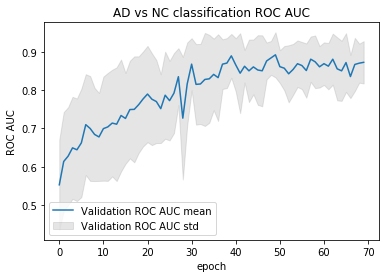 AD vs NC classification ROC AUC
ROC AUC
0.9
0.8
0.7
0.6
0.5
Validation ROC AUC mean
Validation ROC AUC std
0 10 20 30 40 50 60 70
epoch